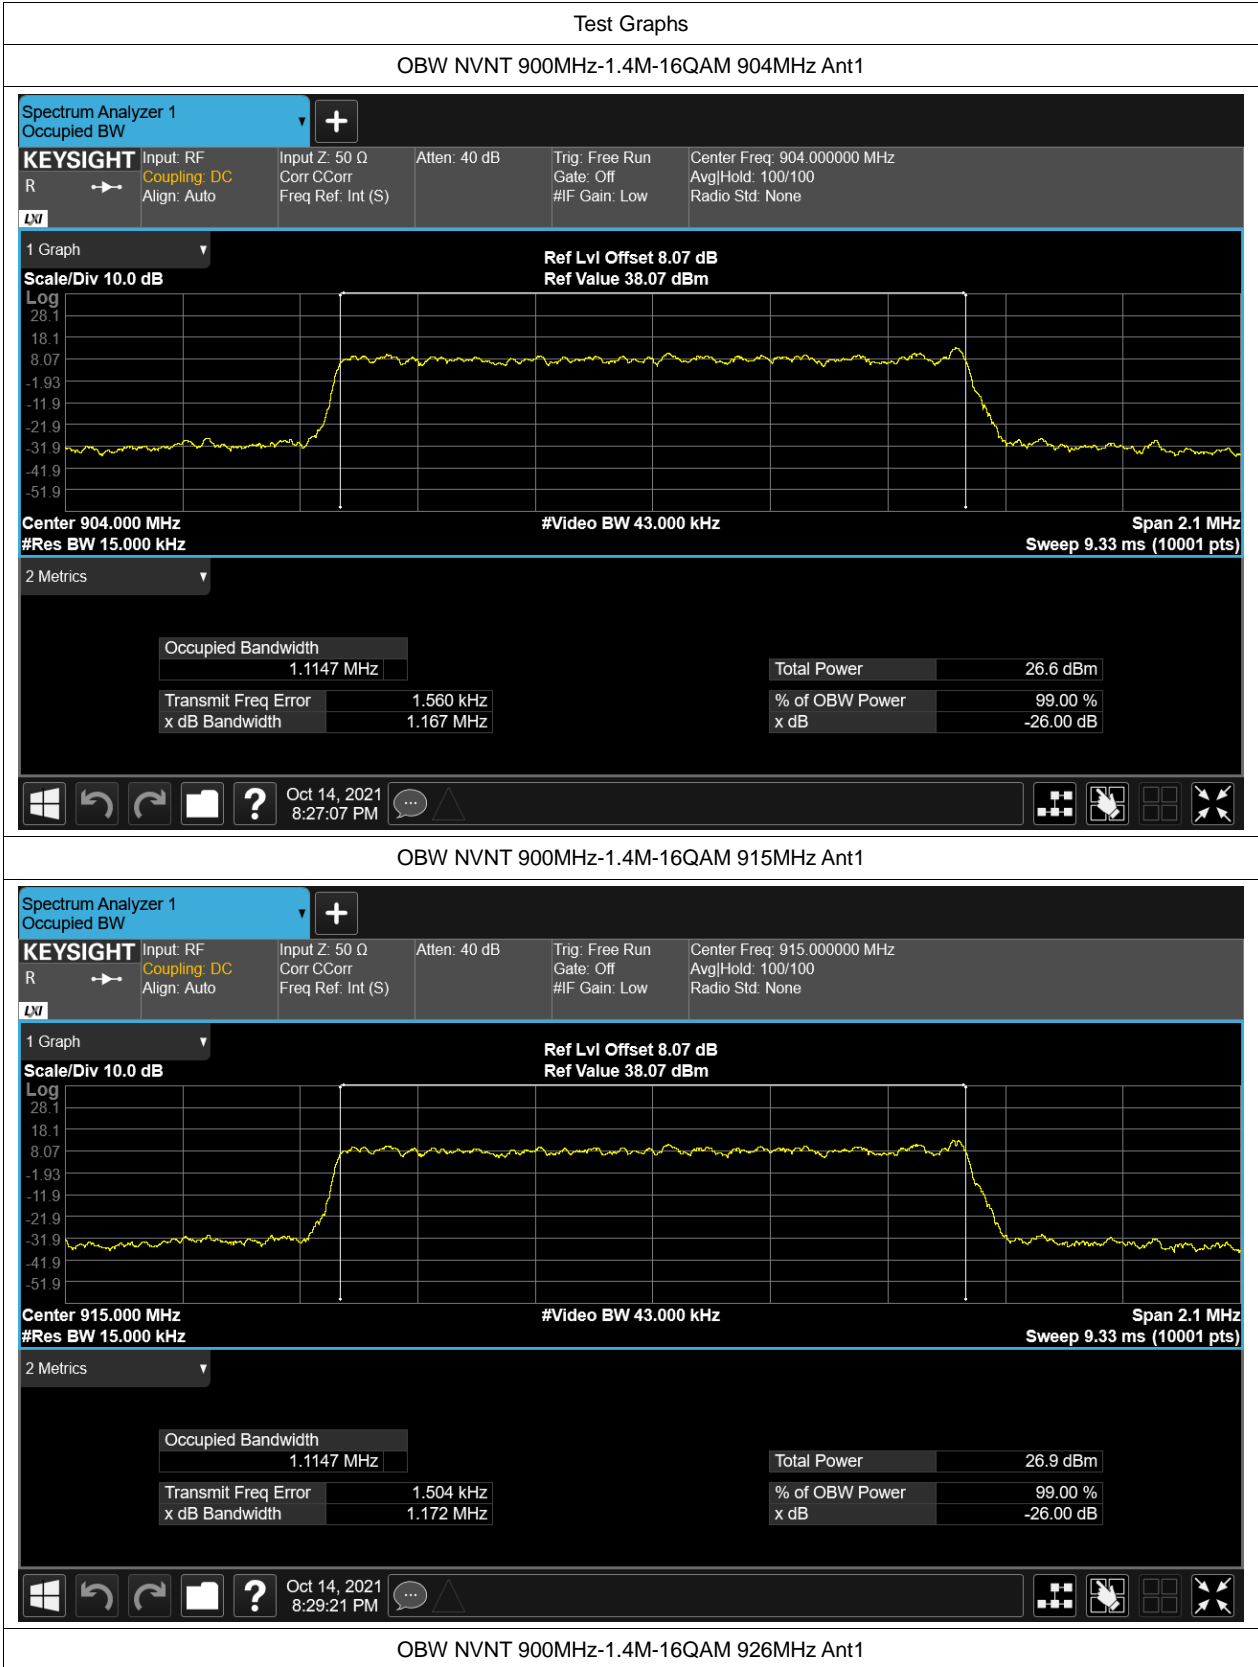 Test Graphs
OBW NVNT 900MHz-1.4M-16QAM 904MHz Ant1
Spectrum Analyzer 1
Occupied BW
KEYSIGHT
R
LXI
Input: RF
Coupling: DC
Align: Auto
Input Z: 50 Ω
Corr CCorr
Freq Ref: Int (S)
Atten: 40 dB
Trig: Free Run
Gate: Off
#IF Gain: Low
Center Freq: 904.000000 MHz
Avg|Hold: 100/100
Radio Std: None
1 Graph
Scale/Div 10.0 dB
Ref Lvl Offset 8.07 dB
Ref Value 38.07 dBm
Log
28.1
18.1
8.07
-1.93
-11.9
-21.9
-31.9
-41.9
-51.9
Center 904.000 MHz
#Res BW 15.000 kHz
#Video BW 43.000 kHz
Span 2.1 MHz
Sweep 9.33 ms (10001 pts)
2 Metrics
Occupied Bandwidth
1.1147 MHz
Transmit Freq Error 1.560 kHz
x dB Bandwidth 1.167 MHz
Total Power 26.6 dBm
% of OBW Power 99.00 %
x dB -26.00 dB
Oct 14, 2021
8:27:07 PM
OBW NVNT 900MHz-1.4M-16QAM 915MHz Ant1
Spectrum Analyzer 1
Occupied BW
KEYSIGHT
R
LXI
Input: RF
Coupling: DC
Align: Auto
Input Z: 50 Ω
Corr CCorr
Freq Ref: Int (S)
Atten: 40 dB
Trig: Free Run
Gate: Off
#IF Gain: Low
Center Freq: 915.000000 MHz
Avg|Hold: 100/100
Radio Std: None
1 Graph
Scale/Div 10.0 dB
Ref Lvl Offset 8.07 dB
Ref Value 38.07 dBm
Log
28.1
18.1
8.07
-1.93
-11.9
-21.9
-31.9
-41.9
-51.9
Center 915.000 MHz
#Res BW 15.000 kHz
#Video BW 43.000 kHz
Span 2.1 MHz
Sweep 9.33 ms (10001 pts)
2 Metrics
Occupied Bandwidth
1.1147 MHz
Transmit Freq Error 1.504 kHz
x dB Bandwidth 1.172 MHz
Total Power 26.9 dBm
% of OBW Power 99.00 %
x dB -26.00 dB
Oct 14, 2021
8:29:21 PM
OBW NVNT 900MHz-1.4M-16QAM 926MHz Ant1